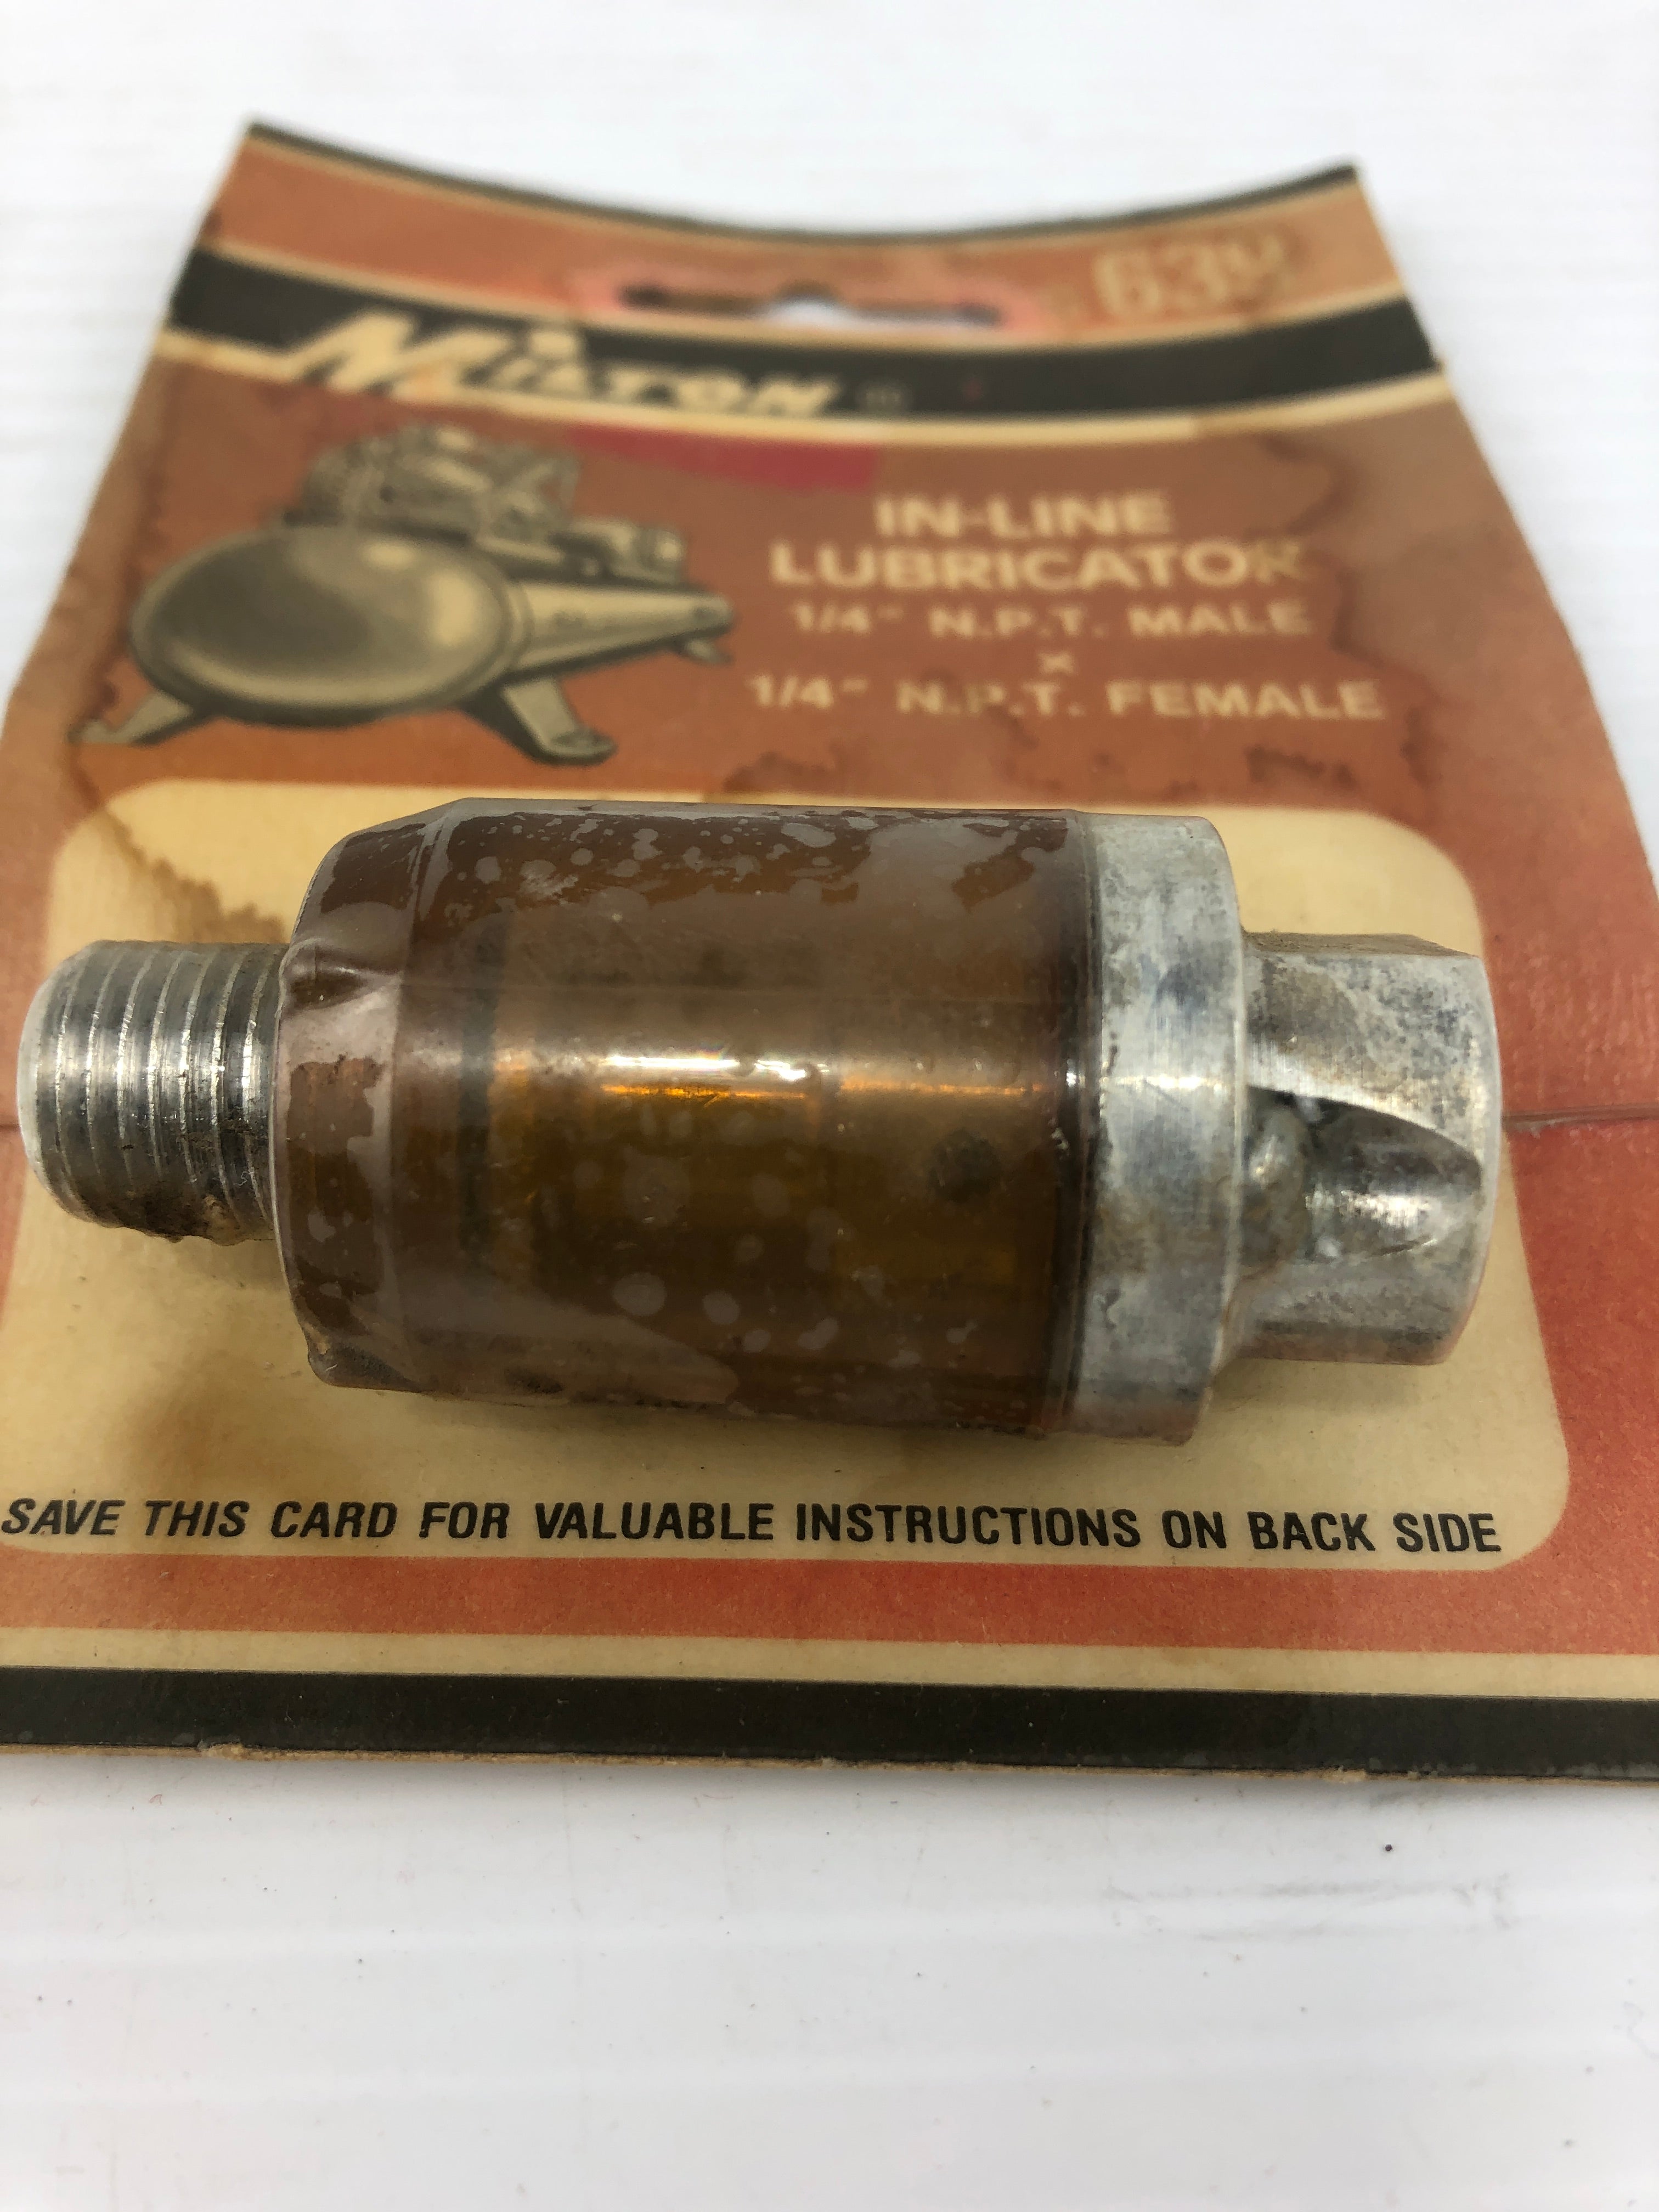 MILTON ®
IN-LINE
LUBRICATOR
1/4" N.P.T. MALE
x
1/4" N.P.T. FEMALE
SAVE THIS CARD FOR VALUABLE INSTRUCTIONS ON BACK SIDE